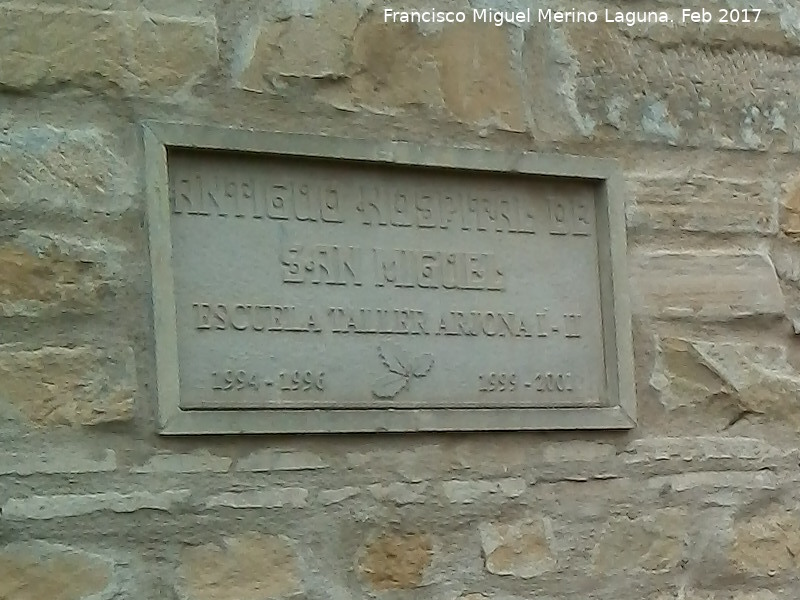 Francisco Miguel Merino Laguna. Feb 2017
ANTIGUO HOSPITAL DE
SAN MIGUEL
ESCUELA TALLER ARJONA I - II
1994 - 1996 1999 - 2001